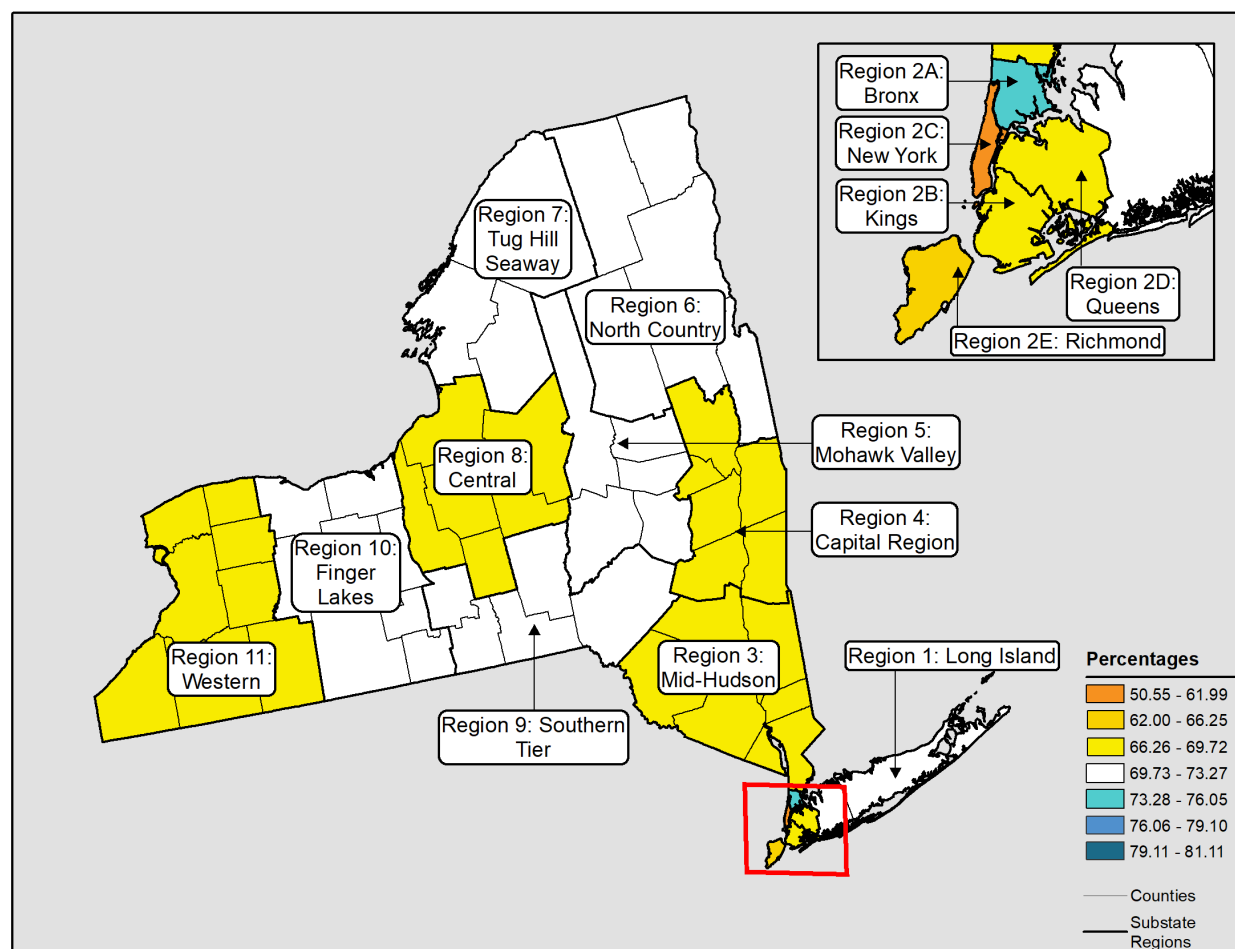 Region 2A:
Bronx
Region 2C:
New York
Region 2B:
Kings
Region 2D:
Queens
Region 2E: Richmond
Region 7:
Tug Hill
Seaway
Region 6:
North Country
Region 5:
Mohawk Valley
Region 8:
Central
Region 4:
Capital Region
Region 10:
Finger
Lakes
Region 11:
Western
Region 3:
Mid-Hudson
Region 1: Long Island
Region 9: Southern
Tier
Percentages
50.55 - 61.99
62.00 - 66.25
66.26 - 69.72
69.73 - 73.27
73.28 - 76.05
76.06 - 79.10
79.11 - 81.11
Counties
Substate
Regions